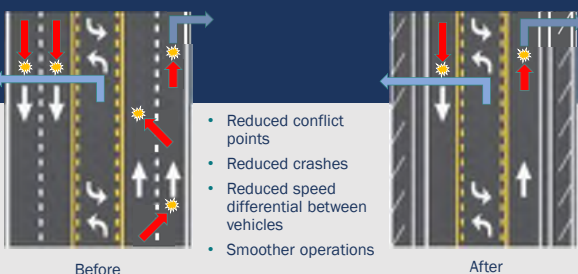 • Reduced conflict
points
• Reduced crashes
• Reduced speed
differential between
vehicles
• Smoother operations
Before
After